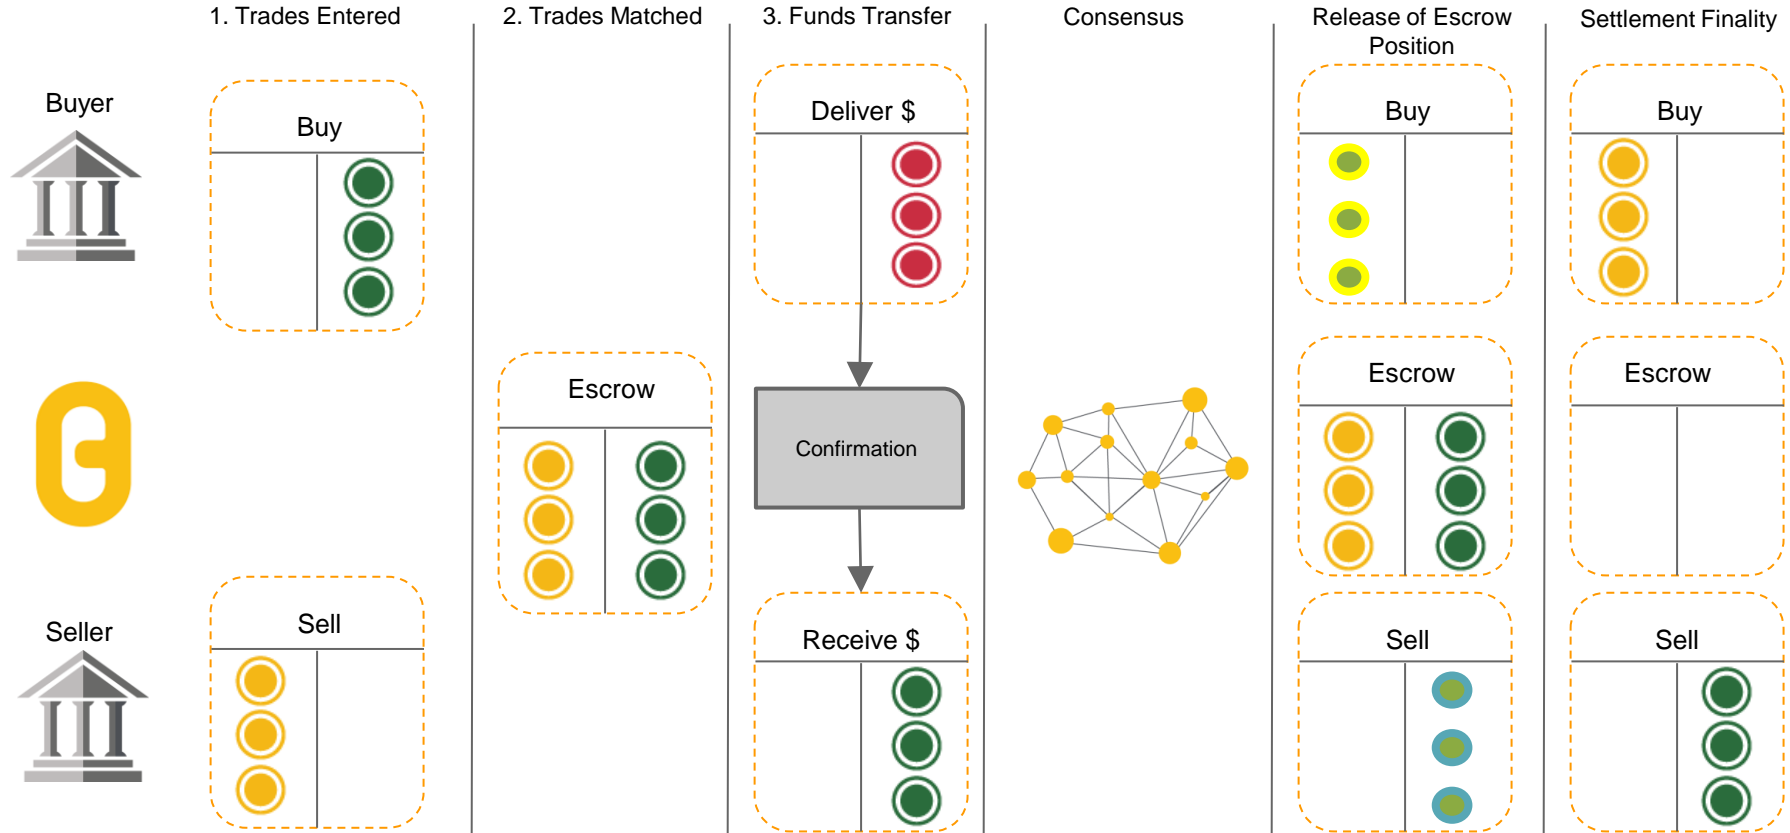 1. Trades Entered
2. Trades Matched
3. Funds Transfer
Consensus
Release of Escrow
Position
Settlement Finality
Buyer
Buy
Deliver $
Buy
Buy
Escrow
Confirmation
Escrow
Escrow
Seller
Sell
Receive $
Sell
Sell